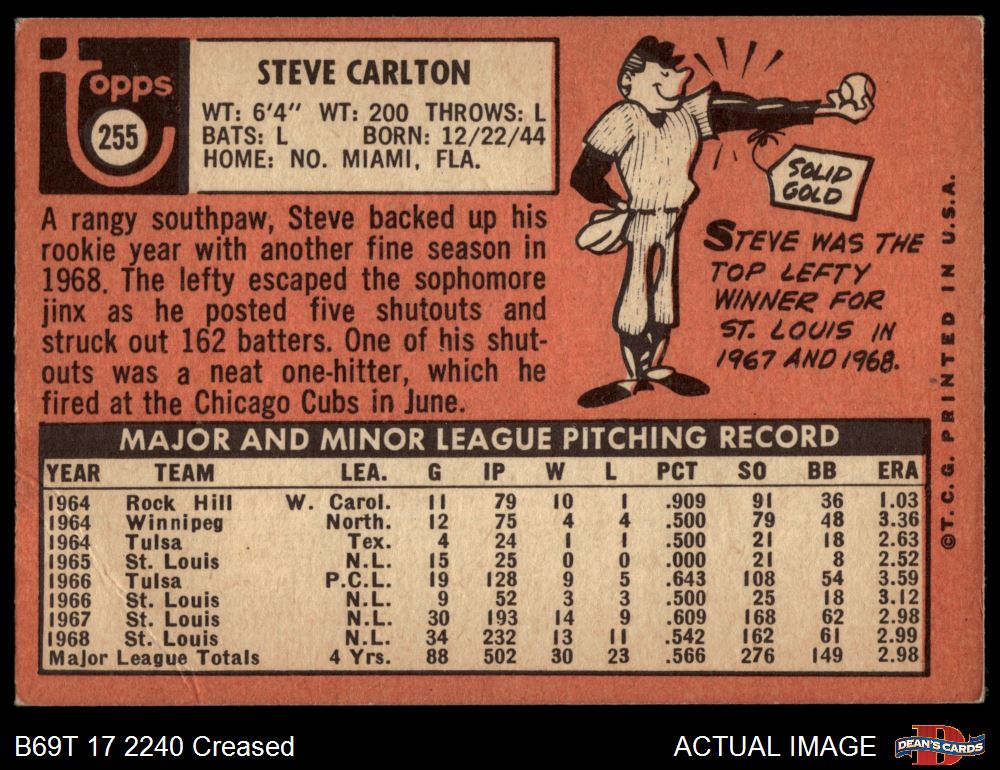 Topps
255
STEVE CARLTON
WT: 6'4" WT: 200 THROWS: L
BATS: L BORN: 12/22/44
HOME: NO. MIAMI, FLA.
A rangy southpaw, Steve backed up his
rookie year with another fine season in
1968. The lefty escaped the sophomore
jinx as he posted five shutouts and
struck out 162 batters. One of his shut-
outs was a neat one-hitter, which he
fired at the Chicago Cubs in June.
SOLID
GOLD
STEVE WAS THE
TOP LEFTY
WINNER FOR
ST. LOUIS IN
1967 AND 1968.
©T. C. G. PRINTED IN U.S.A.
MAJOR AND MINOR LEAGUE PITCHING RECORD
YEAR TEAM LEA. G IP W L PCT SO BB ERA
1964 Rock Hill W. Carol. 11 79 10 1 .909 91 36 1.03
1964 Winnipeg North. 12 75 4 4 .500 79 48 3.36
1964 Tulsa Tex. 4 24 1 1 .500 21 18 2.63
1965 St. Louis N.L. 15 25 0 0 .000 21 8 2.52
1966 Tulsa P.C.L. 19 128 9 5 .643 108 54 3.59
1966 St. Louis N.L. 9 52 3 3 .500 25 18 3.12
1967 St. Louis N.L. 30 193 14 9 .609 168 62 2.98
1968 St. Louis N.L. 34 232 13 11 .542 162 61 2.99
Major League Totals 4 Yrs. 88 502 30 23 .566 276 149 2.98
B69T 17 2240 Creased
ACTUAL IMAGE
DEAN'S CARDS